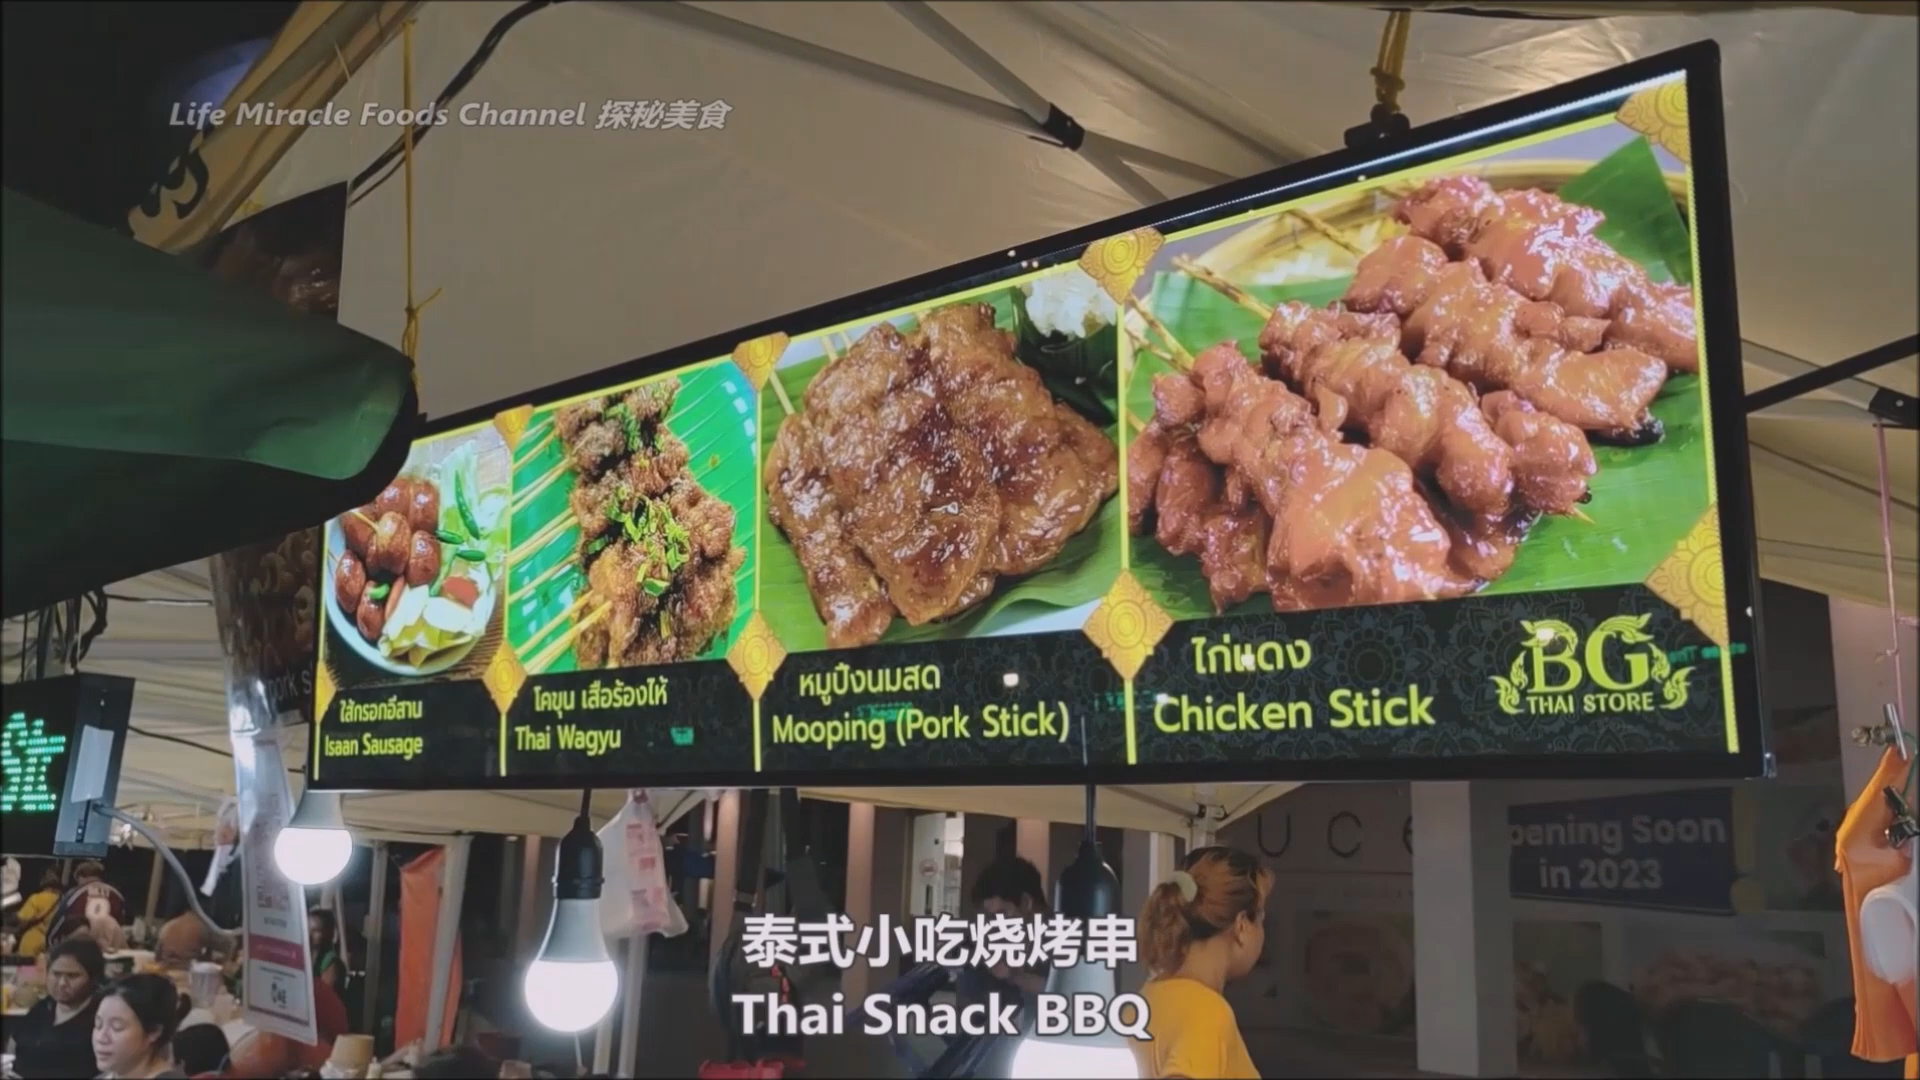 Life Miracle Foods Channel 探秘美食
ไส้กรอกอีสาน
Isaan Sausage
โคขุน เสือร้องไห้
Thai Wagyu
หมูปิ้งนมสด
Mooping (Pork Stick)
ไก่แดง
Chicken Stick
BG
THAI STORE
pening Soon
in 2023
泰式小吃烧烤串
Thai Snack BBQ